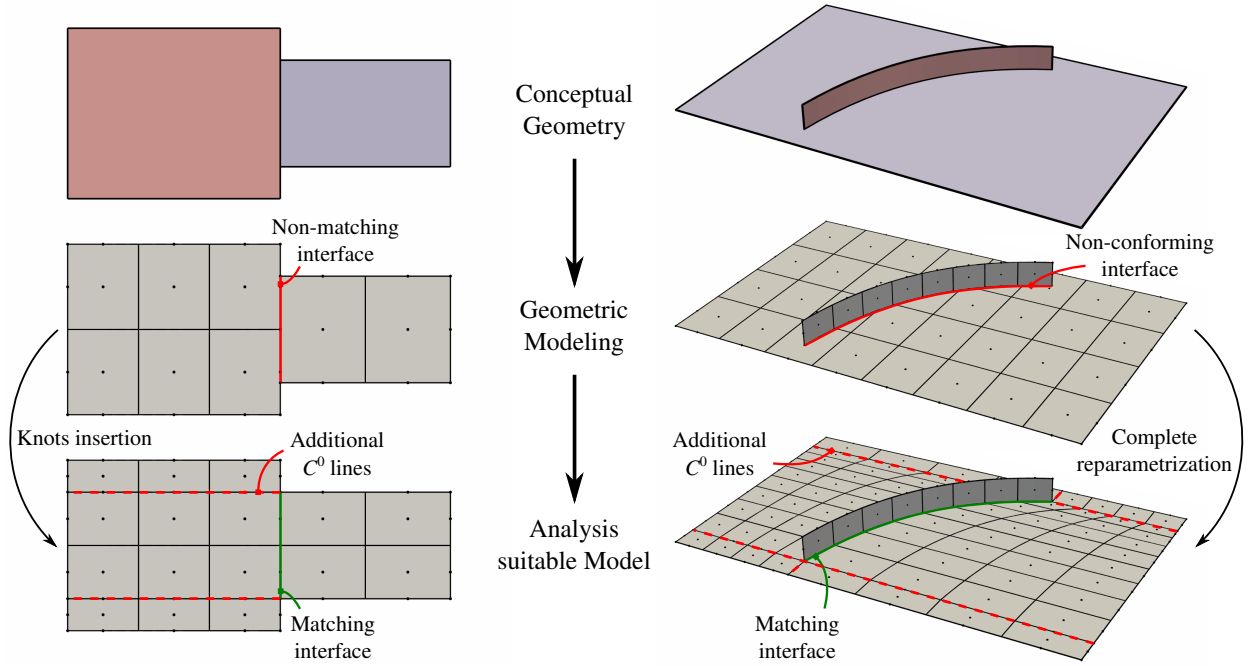 Conceptual
Geometry
Non-matching
interface
Non-conforming
interface
Geometric
Modeling
Knots insertion
Additional
C⁰ lines
Additional
C⁰ lines
Complete
reparametrization
Analysis
suitable Model
Matching
interface
Matching
interface